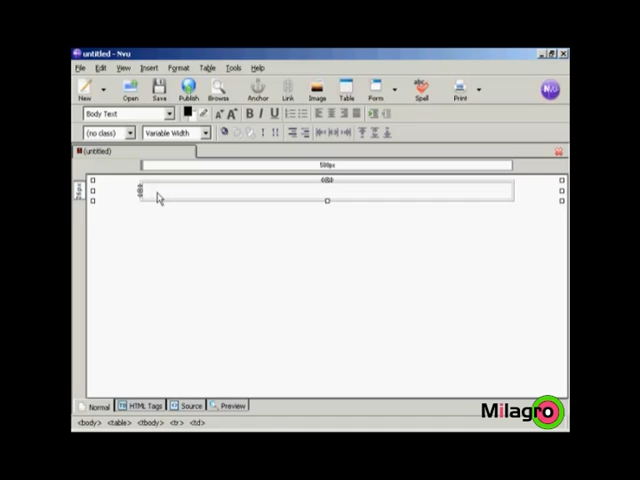 untitled - Nvu
File Edit View Insert Format Table Tools Help
New Open Save Publish Browse Anchor Link Image Table Form Spell Print
Body Text
(no class) Variable Width
(untitled)
500px
26px
Normal HTML Tags Source Preview
<body> <table> <tbody> <tr> <td>
Milagro